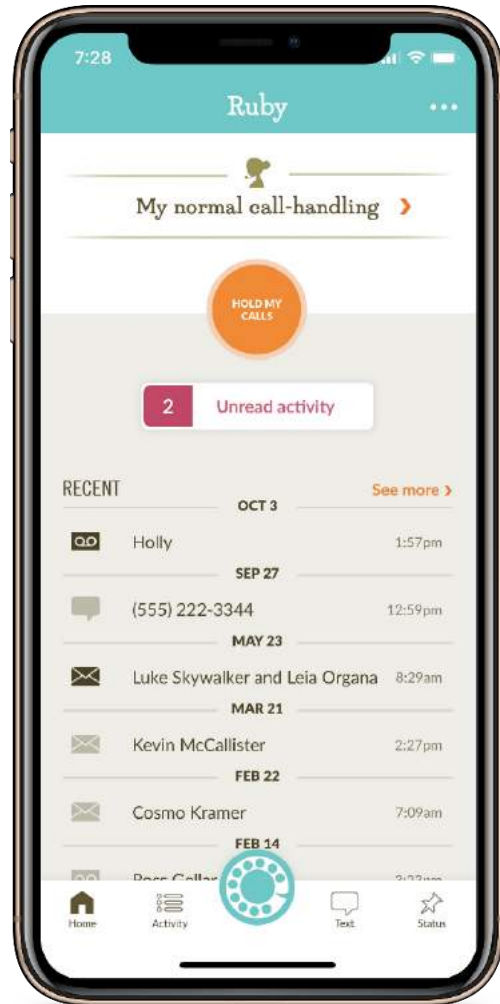 7:28
Ruby
My normal call-handling
HOLD MY
CALLS
2 Unread activity
RECENT See more
OCT 3
Holly 1:57pm
SEP 27
(555) 222-3344 12:59pm
MAY 23
Luke Skywalker and Leia Organa 8:29am
MAR 21
Kevin McCallister 2:27pm
FEB 22
Cosmo Kramer 7:09am
FEB 14
Home Activity Text Status